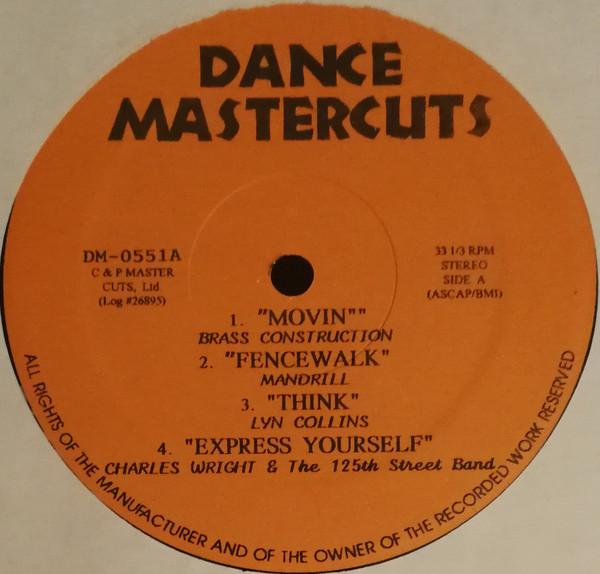 DANCE
MASTERCUTS
DM-0551A
C & P MASTER
CUTS, Ltd
(Log #26895)
33 1/3 RPM
STEREO
SIDE A
(ASCAP/BMI)
1. "MOVIN""
BRASS CONSTRUCTION
2. "FENCEWALK"
MANDRILL
3. "THINK"
LYN COLLINS
4. "EXPRESS YOURSELF"
CHARLES WRIGHT & The 125th Street Band
ALL RIGHTS OF THE MANUFACTURER AND OF THE OWNER OF THE RECORDED WORK RESERVED